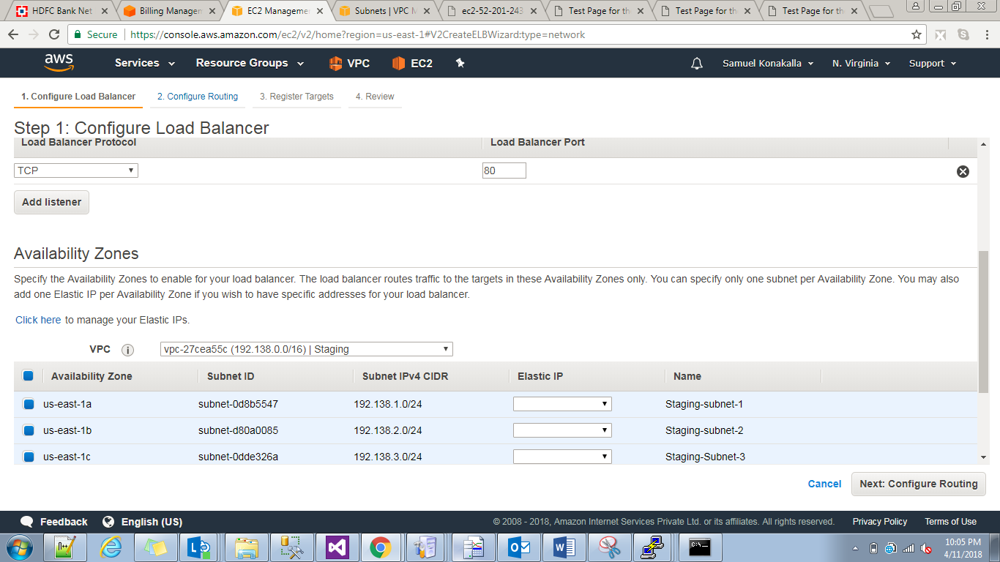 HDFC Bank Net
Billing Managem
EC2 Manageme
Subnets | VPC M
ec2-52-201-243
Test Page for th
Test Page for th
Test Page for th
Secure
https://console.aws.amazon.com/ec2/v2/home?region=us-east-1#V2CreateELBWizard:type=network
aws
Services
Resource Groups
VPC
EC2
Samuel Konakalla
N. Virginia
Support
1. Configure Load Balancer
2. Configure Routing
3. Register Targets
4. Review
Step 1: Configure Load Balancer
Load Balancer Protocol
Load Balancer Port
TCP
80
Add listener
Availability Zones
Specify the Availability Zones to enable for your load balancer. The load balancer routes traffic to the targets in these Availability Zones only. You can specify only one subnet per Availability Zone. You may also
add one Elastic IP per Availability Zone if you wish to have specific addresses for your load balancer.
Click here to manage your Elastic IPs.
VPC
i
vpc-27cea55c (192.138.0.0/16) | Staging
Availability Zone
Subnet ID
Subnet IPv4 CIDR
Elastic IP
Name
us-east-1a
subnet-0d8b5547
192.138.1.0/24
Staging-subnet-1
us-east-1b
subnet-d80a0085
192.138.2.0/24
Staging-subnet-2
us-east-1c
subnet-0dde326a
192.138.3.0/24
Staging-Subnet-3
Cancel
Next: Configure Routing
Feedback
English (US)
© 2008 - 2018, Amazon Internet Services Private Ltd. or its affiliates. All rights reserved.
Privacy Policy
Terms of Use
10:05 PM
4/11/2018